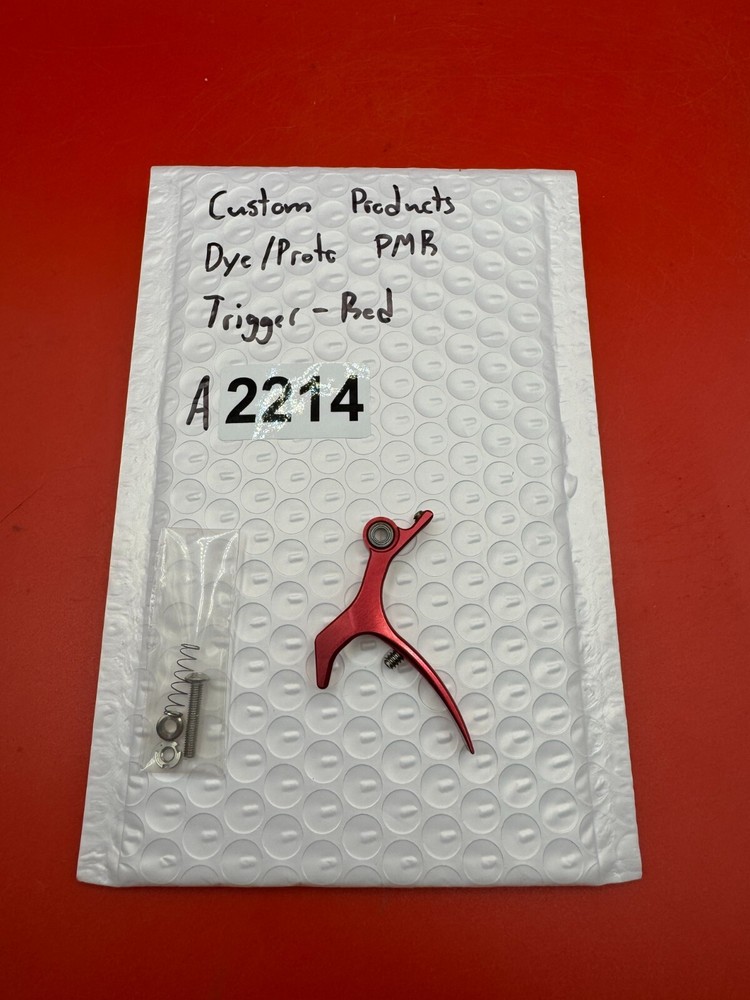 Custom Products
Dye/Proto PMR
Trigger - Red
A 2214